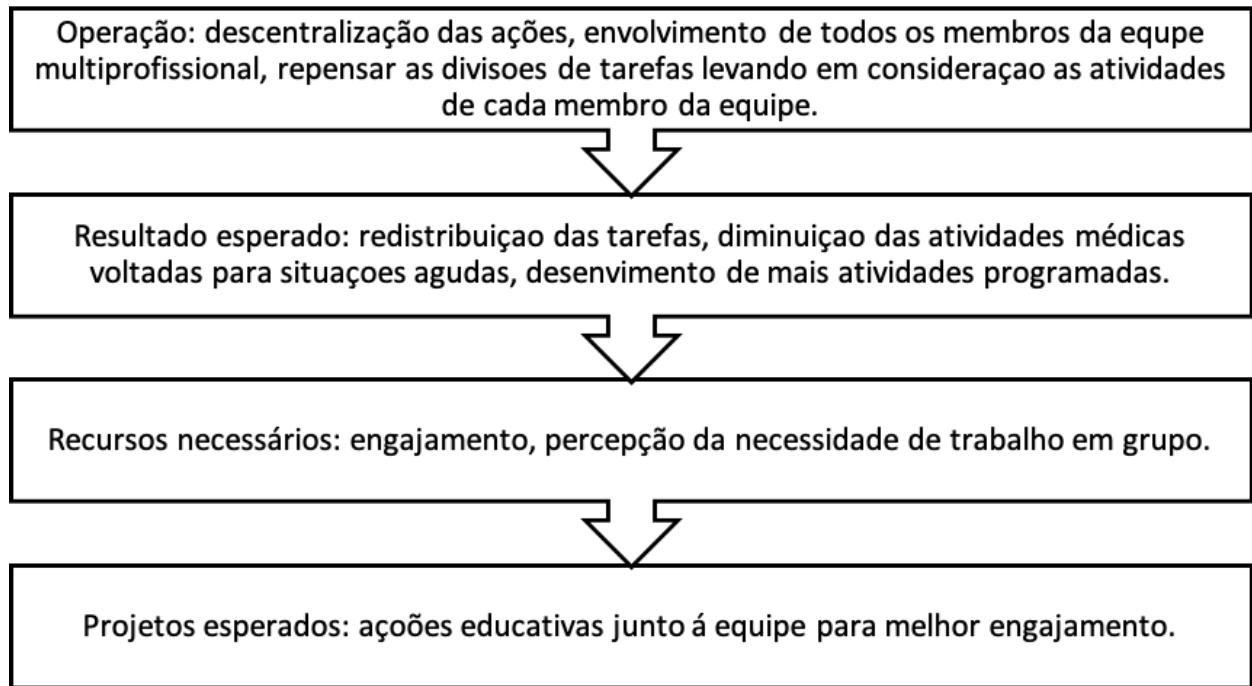 Operação: descentralização das ações, envolvimento de todos os membros da equpe
multiprofissional, repensar as divisoes de tarefas levando em consideraçao as atividades
de cada membro da equipe.
Resultado esperado: redistribuiçao das tarefas, diminuiçao das atividades médicas
voltadas para situaçoes agudas, desenvimento de mais atividades programadas.
Recursos necessários: engajamento, percepção da necessidade de trabalho em grupo.
Projetos esperados: açoões educativas junto á equipe para melhor engajamento.